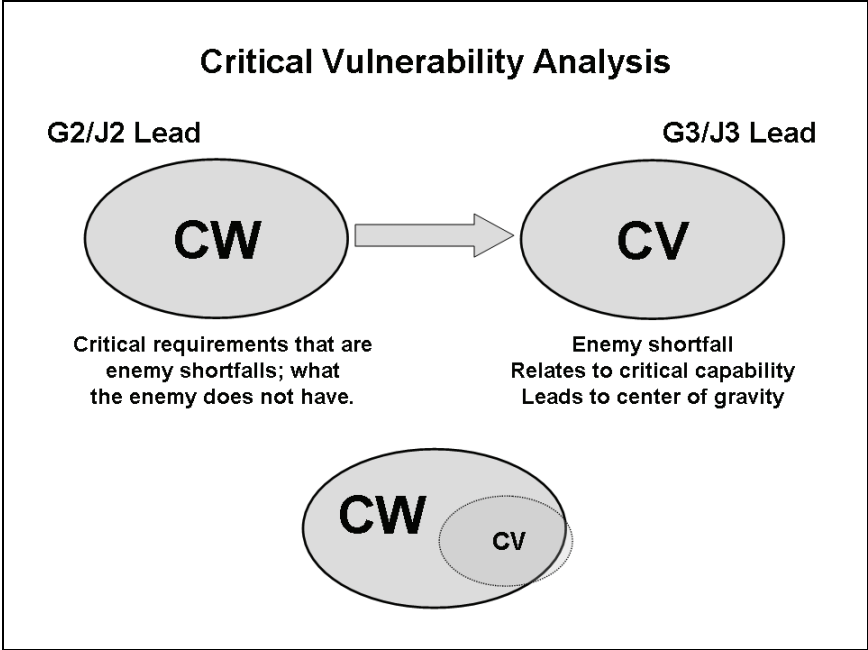 Critical Vulnerability Analysis
G2/J2 Lead
G3/J3 Lead
CW
CV
Critical requirements that are
enemy shortfalls; what
the enemy does not have.
Enemy shortfall
Relates to critical capability
Leads to center of gravity
CW
CV